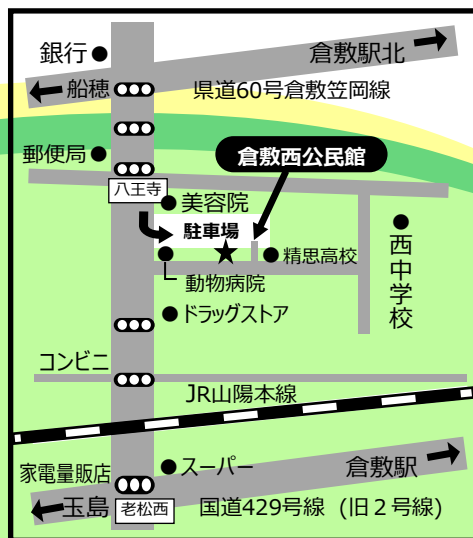 銀行
倉敷駅北
船穂
県道60号倉敷笠岡線
郵便局
倉敷西公民館
八王寺
美容院
駐車場
精思高校
西中学校
動物病院
ドラッグストア
コンビニ
JR山陽本線
家電量販店
スーパー
倉敷駅
玉島
老松西
国道429号線 (旧2号線)